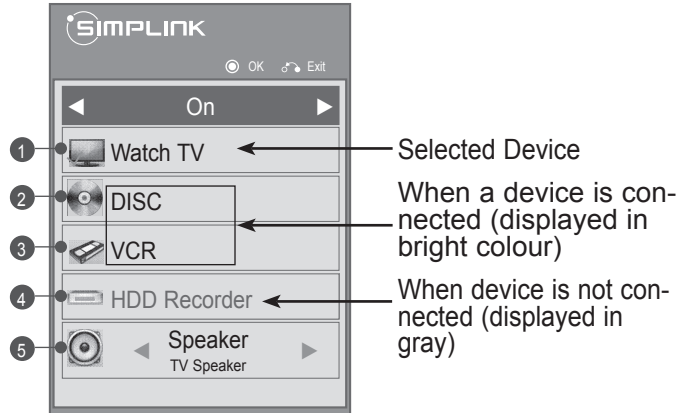 SIMPLINK
OK Exit
On
1 Watch TV
Selected Device
2 DISC
When a device is con-
nected (displayed in
bright colour)
3 VCR
4 HDD Recorder
When device is not con-
nected (displayed in
gray)
5 Speaker
TV Speaker